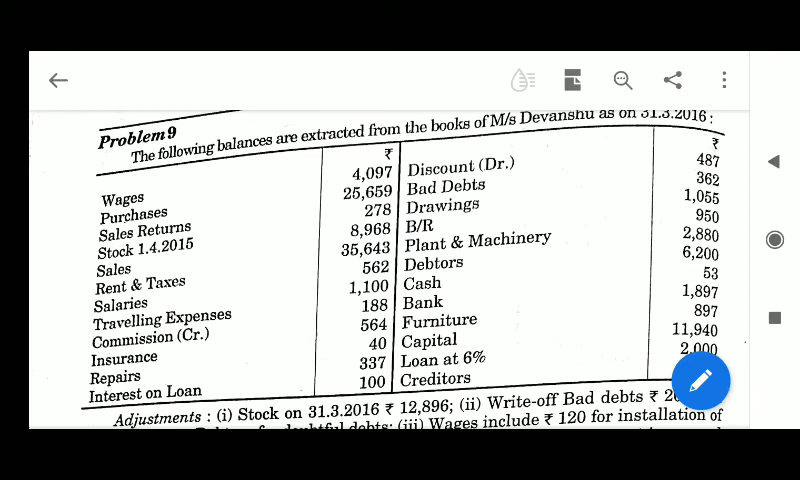 Problem 9
The following balances are extracted from the books of M/s Devanshu as on 31.3.2016 :
₹ ₹
Wages 4,097 Discount (Dr.) 487
Purchases 25,659 Bad Debts 362
Sales Returns 278 Drawings 1,055
Stock 1.4.2015 8,968 B/R 950
Sales 35,643 Plant & Machinery 2,880
Rent & Taxes 562 Debtors 6,200
Salaries 1,100 Cash 53
Travelling Expenses 188 Bank 1,897
Commission (Cr.) 564 Furniture 897
Insurance 40 Capital 11,940
Repairs 337 Loan at 6% 2,000
Interest on Loan 100 Creditors
Adjustments : (i) Stock on 31.3.2016 ₹ 12,896; (ii) Write-off Bad debts ₹
doubtful debts; (iii) Wages include ₹ 120 for installation of